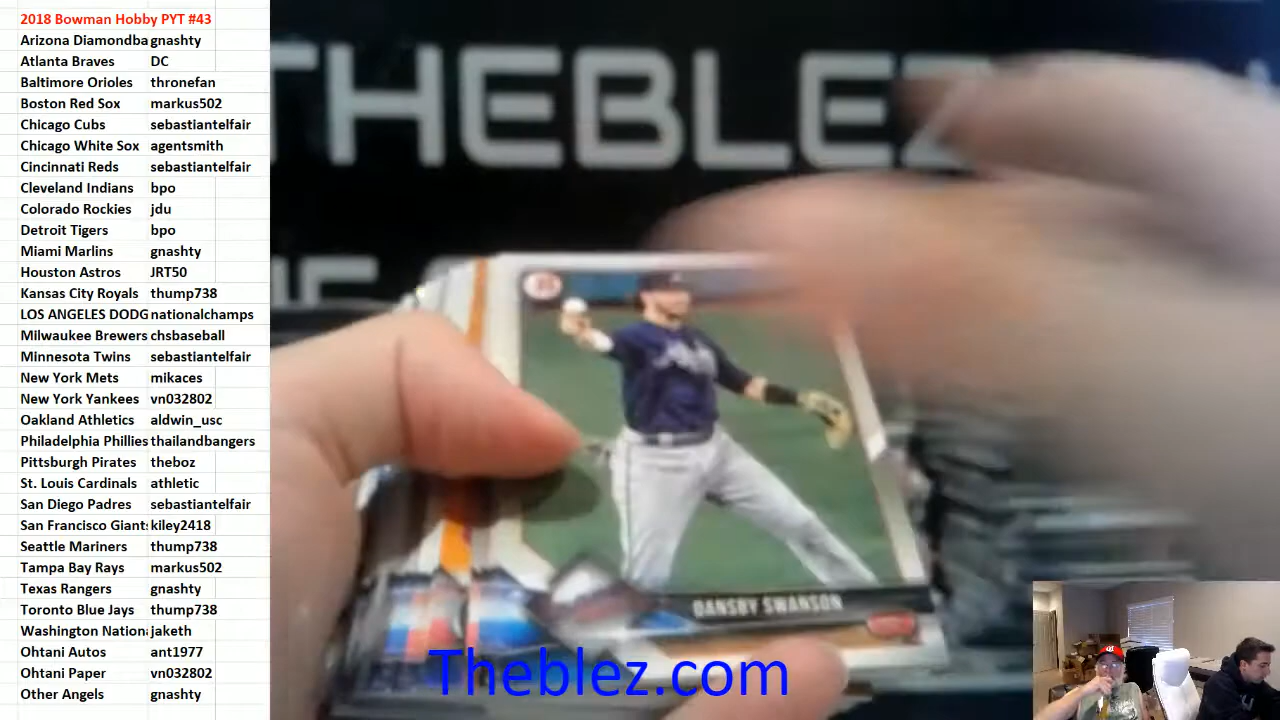 2018 Bowman Hobby PYT #43
Arizona Diamondba gnashty
Atlanta Braves DC
Baltimore Orioles thronefan
Boston Red Sox markus502
Chicago Cubs sebastiantelfair
Chicago White Sox agentsmith
Cincinnati Reds sebastiantelfair
Cleveland Indians bpo
Colorado Rockies jdu
Detroit Tigers bpo
Miami Marlins gnashty
Houston Astros JRT50
Kansas City Royals thump738
LOS ANGELES DODG nationalchamps
Milwaukee Brewers chsbaseball
Minnesota Twins sebastiantelfair
New York Mets mikaces
New York Yankees vn032802
Oakland Athletics aldwin_usc
Philadelphia Phillies thailandbangers
Pittsburgh Pirates theboz
St. Louis Cardinals athletic
San Diego Padres sebastiantelfair
San Francisco Giants kiley2418
Seattle Mariners thump738
Tampa Bay Rays markus502
Texas Rangers gnashty
Toronto Blue Jays thump738
Washington Nation jaketh
Ohtani Autos ant1977
Ohtani Paper vn032802
Other Angels gnashty
THEBLEZ
DANSBY SWANSON
Theblez.com